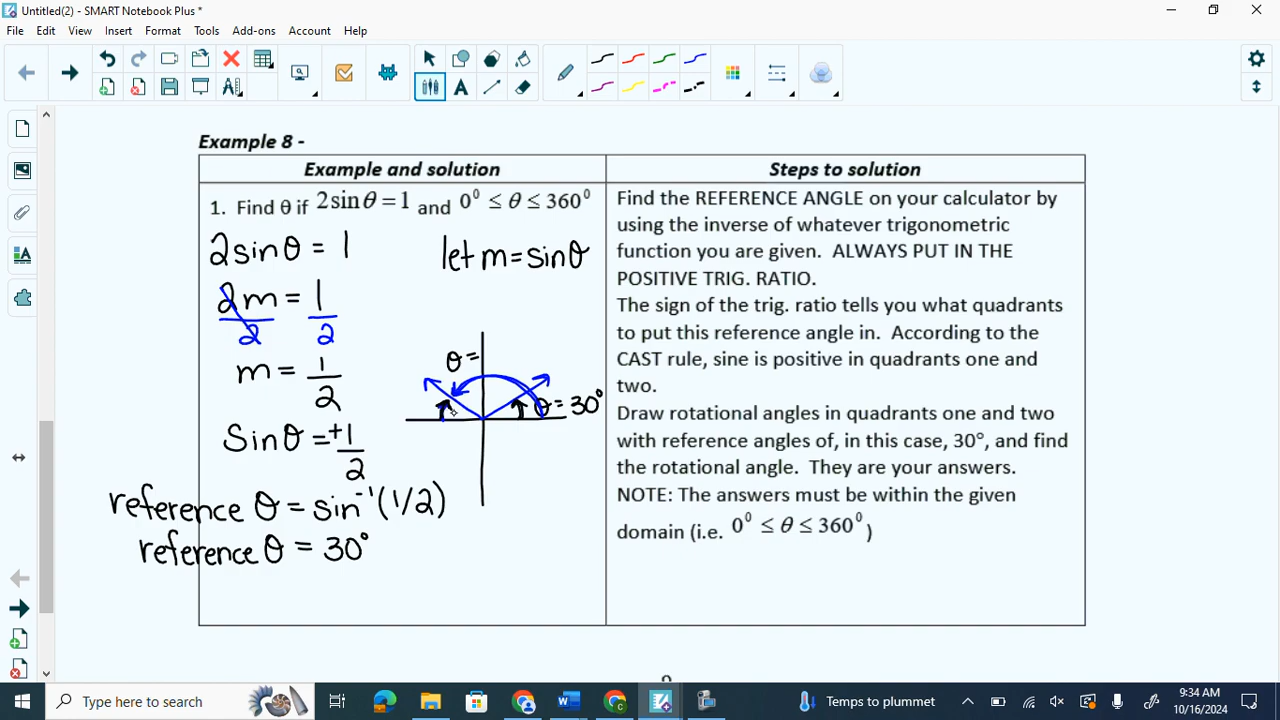 Untitled(2) - SMART Notebook Plus *
File Edit View Insert Format Tools Add-ons Account Help
Example 8 -
Example and solution
Steps to solution
1. Find θ if 2sinθ = 1 and 0⁰ ≤ θ ≤ 360⁰
2sinθ = 1
let m = sinθ
2m = 1
2 2
m = 1
2
θ =
θ = 30°
Sinθ = +1
2
reference θ = sin⁻¹(1/2)
reference θ = 30°
Find the REFERENCE ANGLE on your calculator by
using the inverse of whatever trigonometric
function you are given. ALWAYS PUT IN THE
POSITIVE TRIG. RATIO.
The sign of the trig. ratio tells you what quadrants
to put this reference angle in. According to the
CAST rule, sine is positive in quadrants one and
two.
Draw rotational angles in quadrants one and two
with reference angles of, in this case, 30°, and find
the rotational angle. They are your answers.
NOTE: The answers must be within the given
domain (i.e. 0⁰ ≤ θ ≤ 360⁰ )
Type here to search
Temps to plummet
9:34 AM
10/16/2024